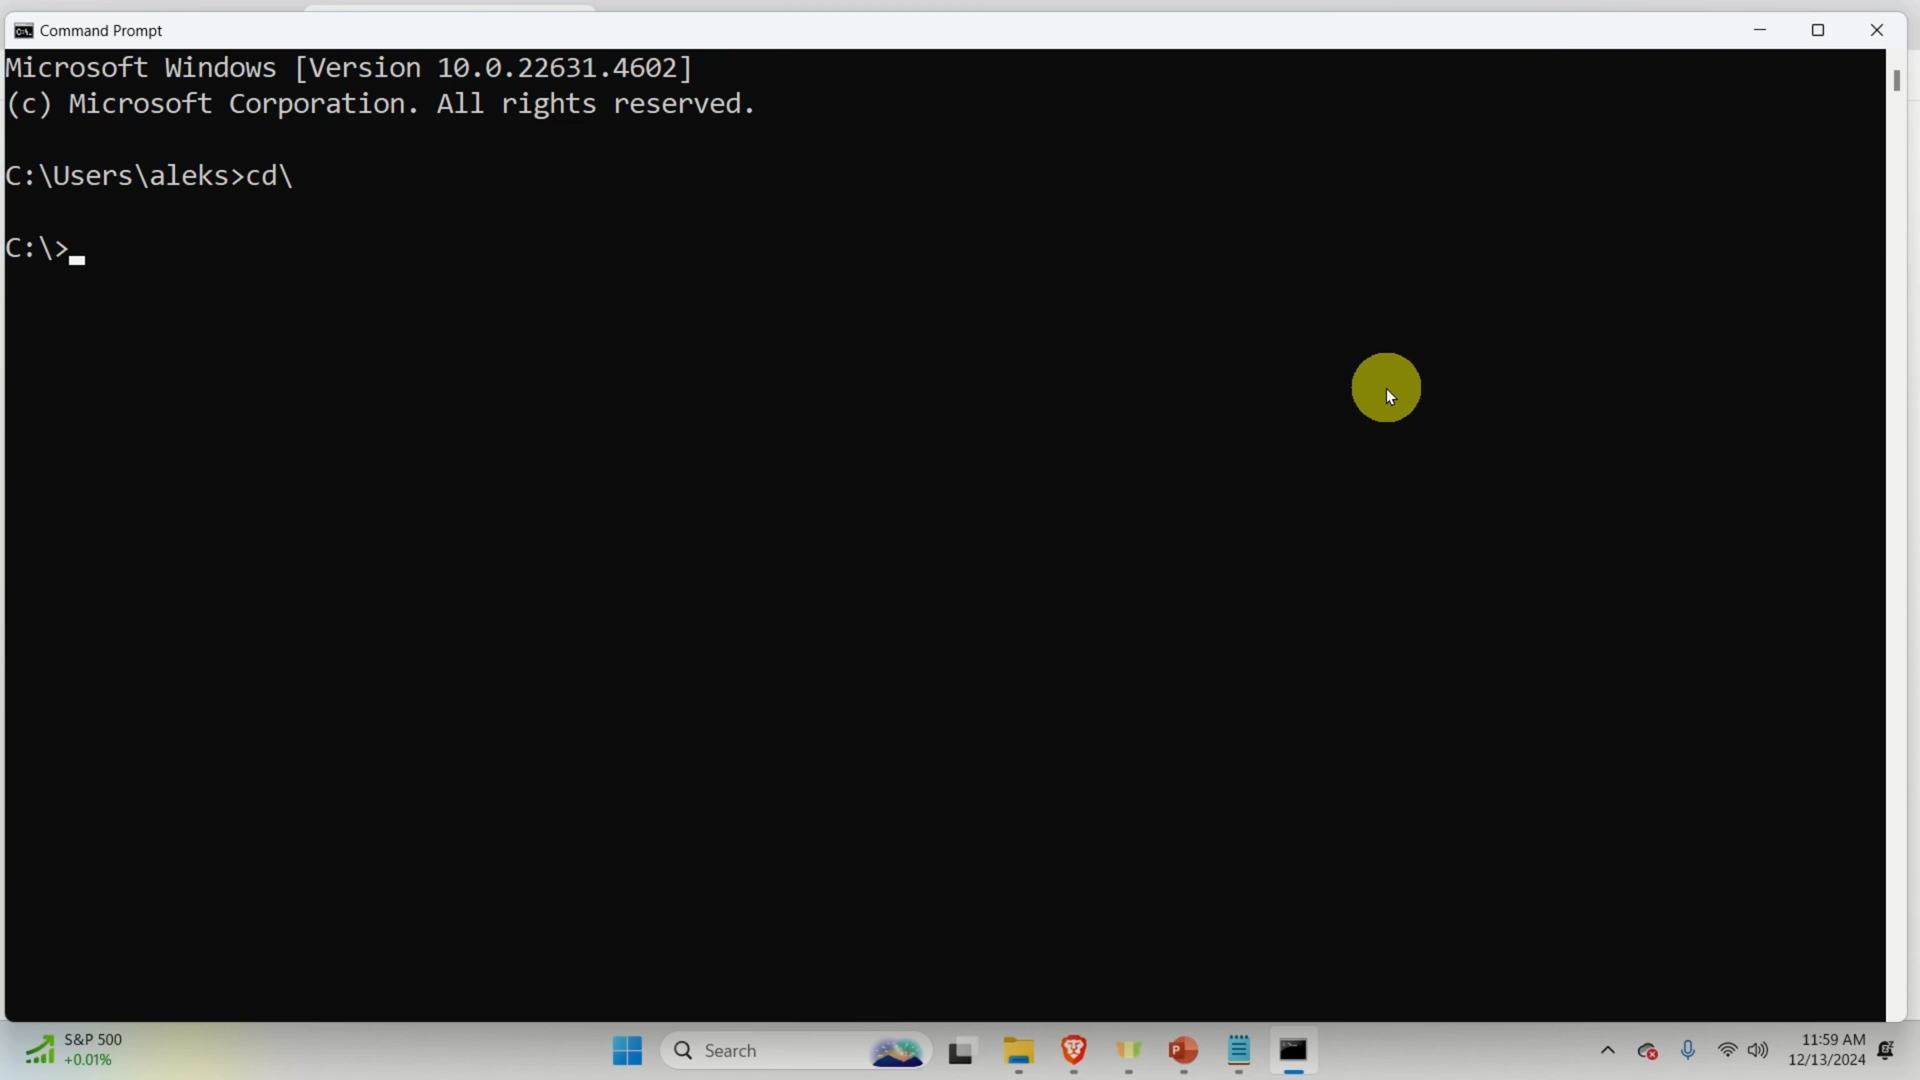 Command Prompt
Microsoft Windows [Version 10.0.22631.4602]
(c) Microsoft Corporation. All rights reserved.
C:\Users\aleks>cd\
C:\>
S&P 500
+0.01%
Search
11:59 AM
12/13/2024